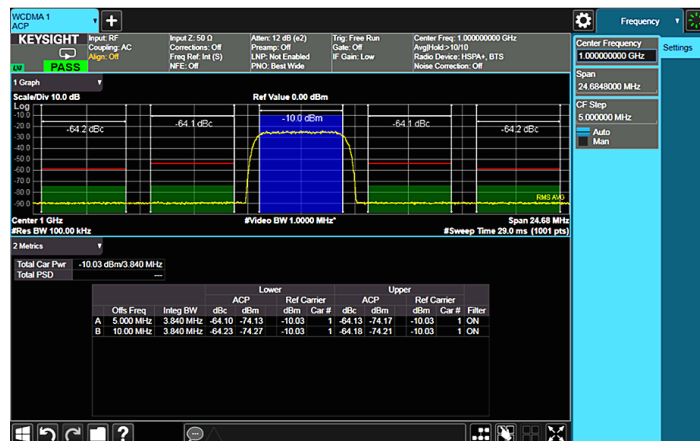 WCDMA 1
ACP
Frequency
KEYSIGHT
Input: RF
Coupling: AC
Align: Off
Input Z: 50 Ω
Corrections: Off
Freq Ref: Int (S)
NFE: Off
Atten: 12 dB (e2)
Preamp: Off
LNP: Not Enabled
PNO: Best Wide
Trig: Free Run
Gate: Off
IF Gain: Low
Center Freq: 1.000000000 GHz
Avg|Hold:>10/10
Radio Device: HSPA+, BTS
Noise Correction: Off
LXI
PASS
Center Frequency
1.000000000 GHz
Settings
Span
24.6848000 MHz
CF Step
5.000000 MHz
Auto
Man
1 Graph
Scale/Div 10.0 dB
Ref Value 0.00 dBm
Log
-10.0
-20.0
-30.0
-40.0
-50.0
-60.0
-70.0
-80.0
-90.0
-64.2 dBc
-64.1 dBc
-10.0 dBm
-64.1 dBc
-64.2 dBc
RMS AVG
Center 1 GHz
#Video BW 1.0000 MHz*
Span 24.68 MHz
#Res BW 100.00 kHz
#Sweep Time 29.0 ms (1001 pts)
2 Metrics
Total Car Pwr -10.03 dBm/3.840 MHz
Total PSD ---
Lower Upper
ACP Ref Carrier ACP Ref Carrier
Offs Freq Integ BW dBc dBm dBm Car # dBc dBm dBm Car # Filter
A 5.000 MHz 3.840 MHz -64.10 -74.13 -10.03 1 -64.13 -74.17 -10.03 1 ON
B 10.00 MHz 3.840 MHz -64.23 -74.27 -10.03 1 -64.18 -74.21 -10.03 1 ON